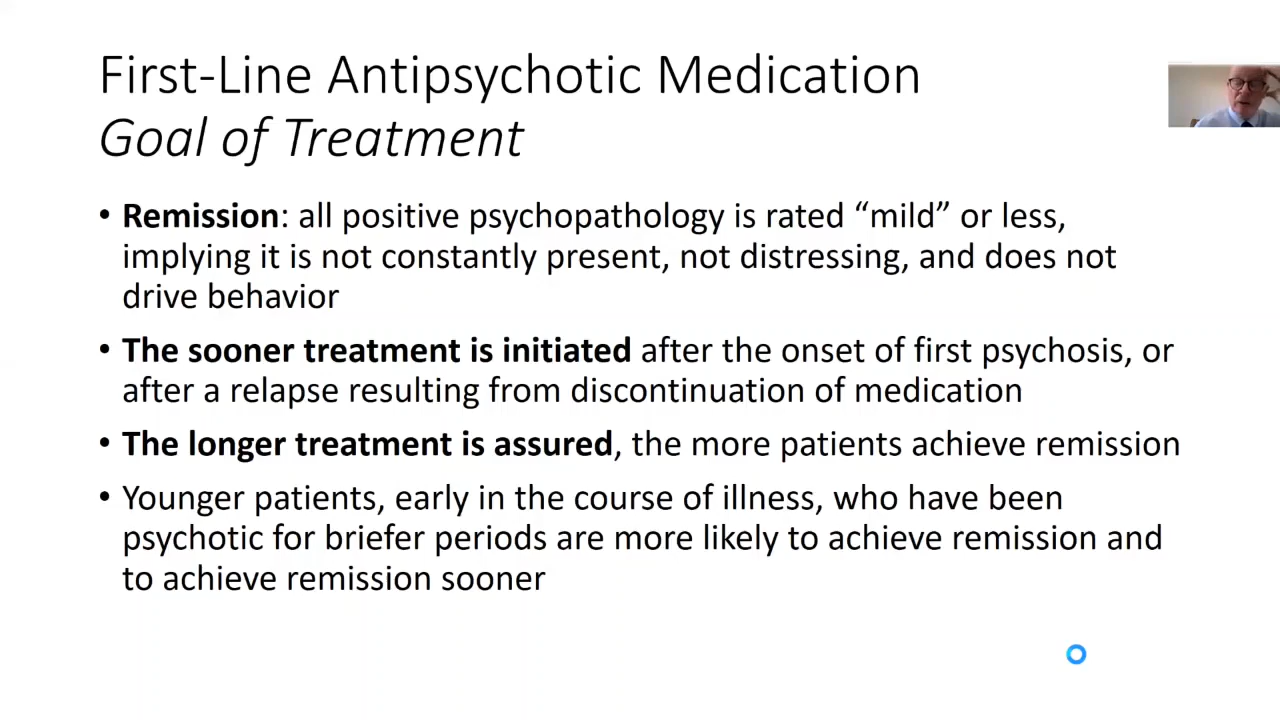 First-Line Antipsychotic Medication
Goal of Treatment
• Remission: all positive psychopathology is rated “mild” or less,
implying it is not constantly present, not distressing, and does not
drive behavior
• The sooner treatment is initiated after the onset of first psychosis, or
after a relapse resulting from discontinuation of medication
• The longer treatment is assured, the more patients achieve remission
• Younger patients, early in the course of illness, who have been
psychotic for briefer periods are more likely to achieve remission and
to achieve remission sooner